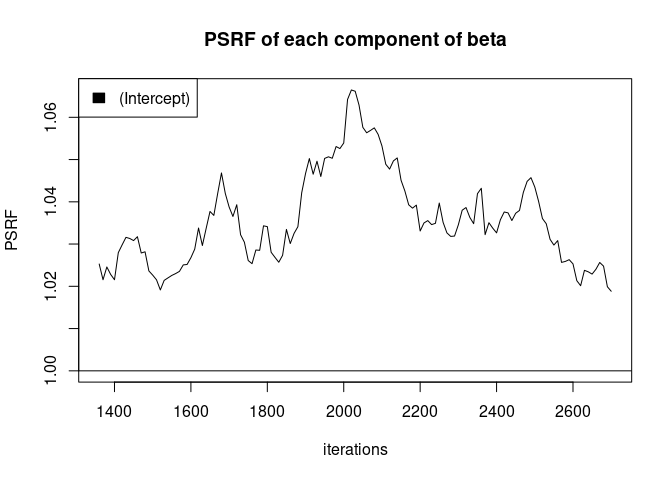 PSRF of each component of beta
(Intercept)
PSRF
1.06
1.04
1.02
1.00
1400 1600 1800 2000 2200 2400 2600
iterations